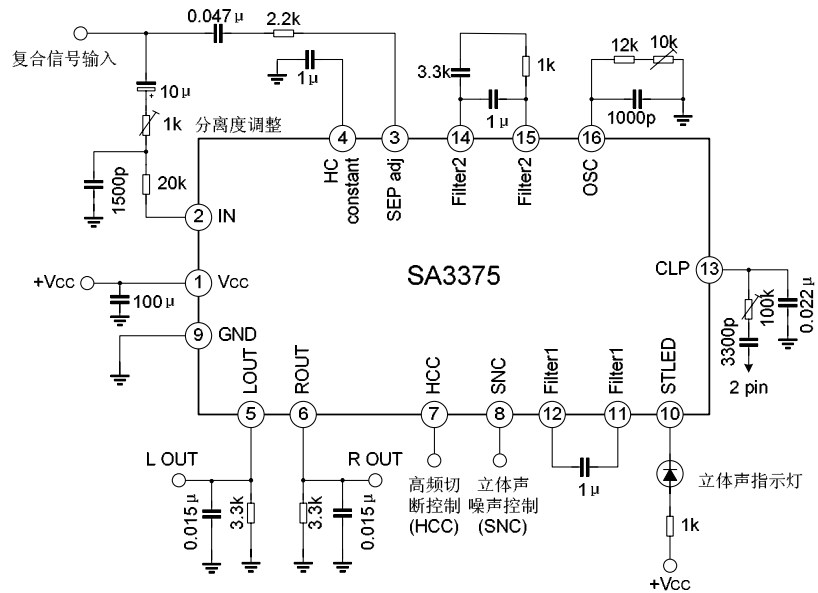 0.047μ
2.2k
复合信号输入
10μ
1k
分离度调整
1500p
20k
1μ
3.3k
1μ
1k
12k
10k
1000p
4
3
14
15
16
HC
constant
SEP adj
Filter2
Filter2
OSC
2
IN
+Vcc
1
Vcc
100μ
9
GND
SA3375
CLP
13
100k
0.022μ
3300p
2 pin
LOUT
ROUT
HCC
SNC
Filter1
Filter1
STLED
5
6
7
8
12
11
10
L OUT
R OUT
0.015μ
3.3k
3.3k
0.015μ
高频切
断控制
(HCC)
立体声
噪声控制
(SNC)
1μ
立体声指示灯
1k
+Vcc